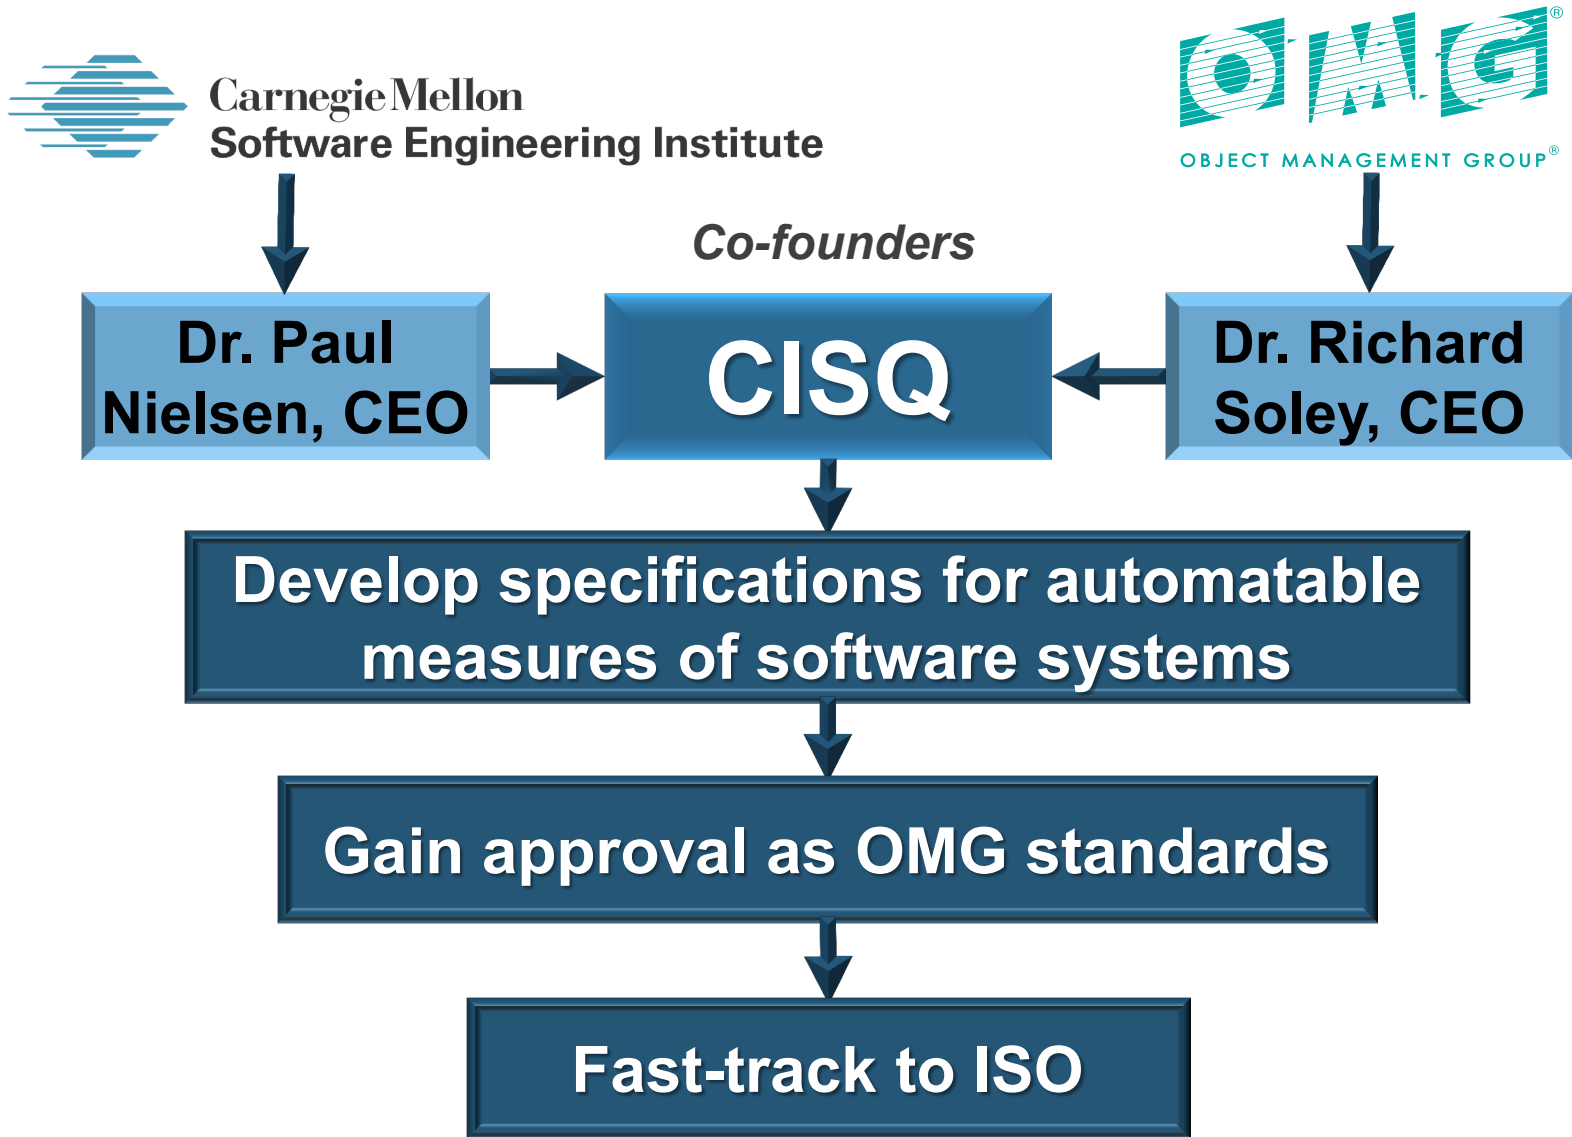 Carnegie Mellon
Software Engineering Institute
OMG®
OBJECT MANAGEMENT GROUP®
Co-founders
Dr. Paul
Nielsen, CEO
CISQ
Dr. Richard
Soley, CEO
Develop specifications for automatable
measures of software systems
Gain approval as OMG standards
Fast-track to ISO